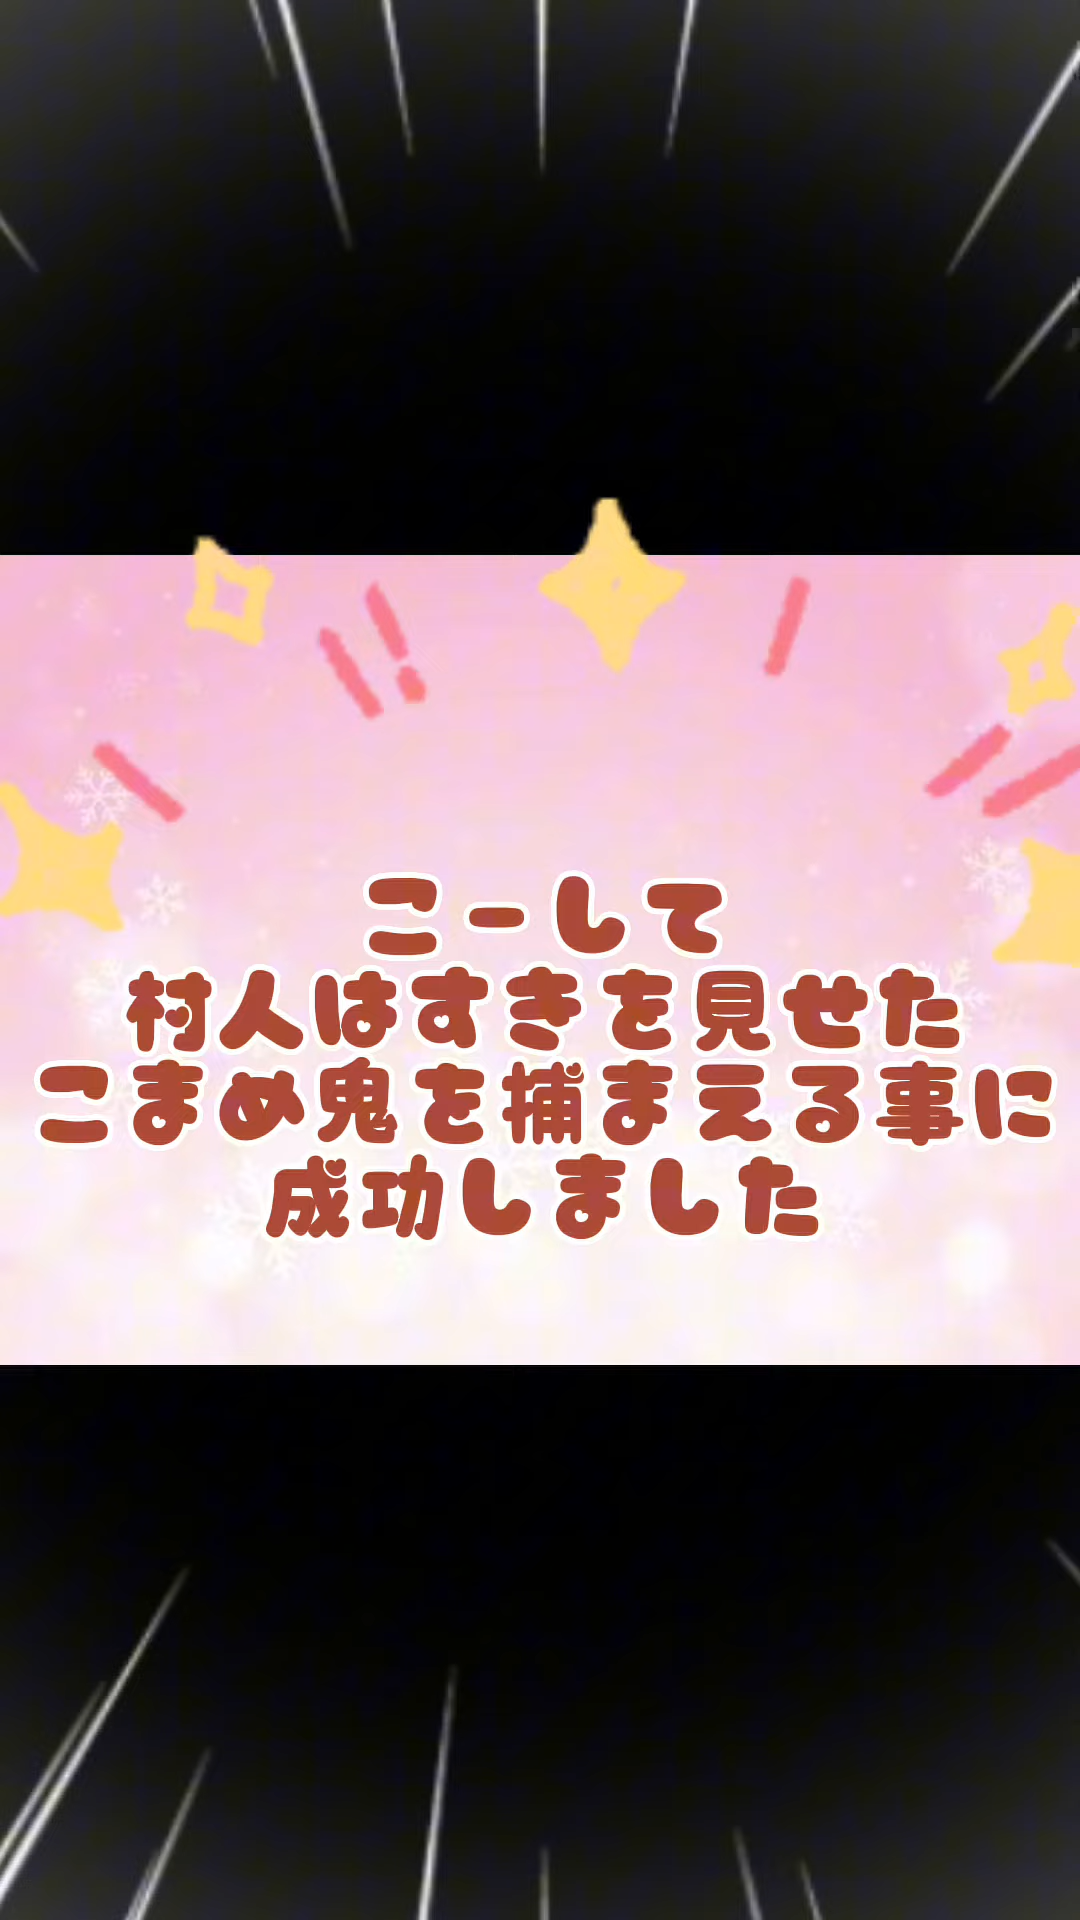 こーして
村人はすきを見せた
こまめ鬼を捕まえる事に
成功しました